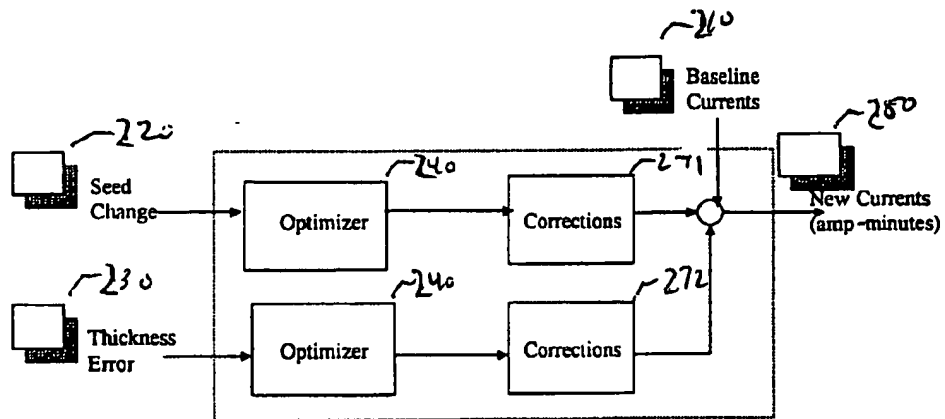 210
Baseline
Currents
220
280
240
271
Seed
Change
Optimizer
Corrections
New Currents
(amp-minutes)
230
240
272
Thickness
Error
Optimizer
Corrections